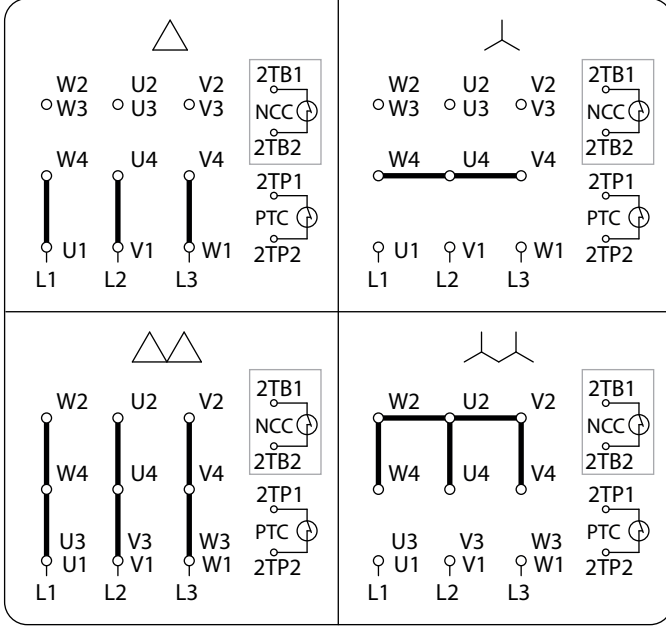 W2 U2 V2 2TB1
W3 U3 V3 NCC
2TB2
W4 U4 V4 2TP1
PTC
U1 V1 W1 2TP2
L1 L2 L3
W2 U2 V2 2TB1
W3 U3 V3 NCC
2TB2
W4 U4 V4 2TP1
PTC
U1 V1 W1 2TP2
L1 L2 L3
W2 U2 V2 2TB1
NCC
W4 U4 V4 2TB2
2TP1
U3 V3 W3 PTC
U1 V1 W1 2TP2
L1 L2 L3
W2 U2 V2 2TB1
NCC
W4 U4 V4 2TB2
2TP1
U3 V3 W3 PTC
U1 V1 W1 2TP2
L1 L2 L3